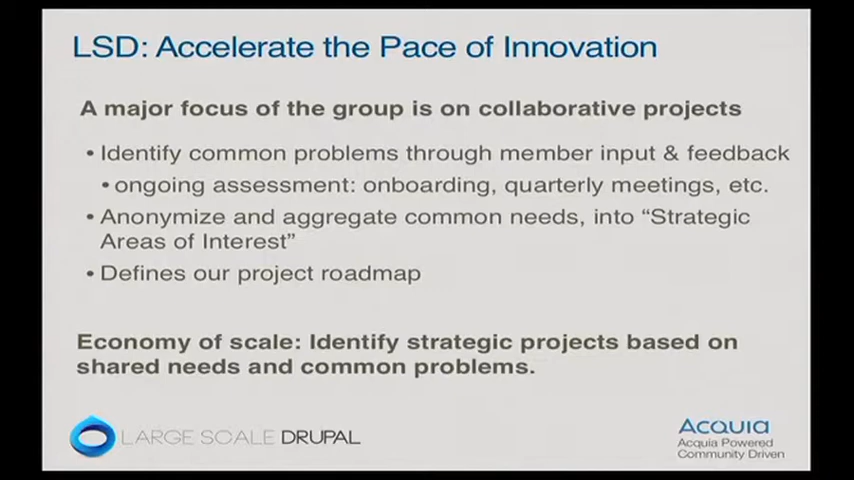 LSD: Accelerate the Pace of Innovation
A major focus of the group is on collaborative projects
• Identify common problems through member input & feedback
• ongoing assessment: onboarding, quarterly meetings, etc.
• Anonymize and aggregate common needs, into “Strategic
Areas of Interest”
• Defines our project roadmap
Economy of scale: Identify strategic projects based on
shared needs and common problems.
LARGE SCALE DRUPAL
Acquia
Acquia Powered
Community Driven